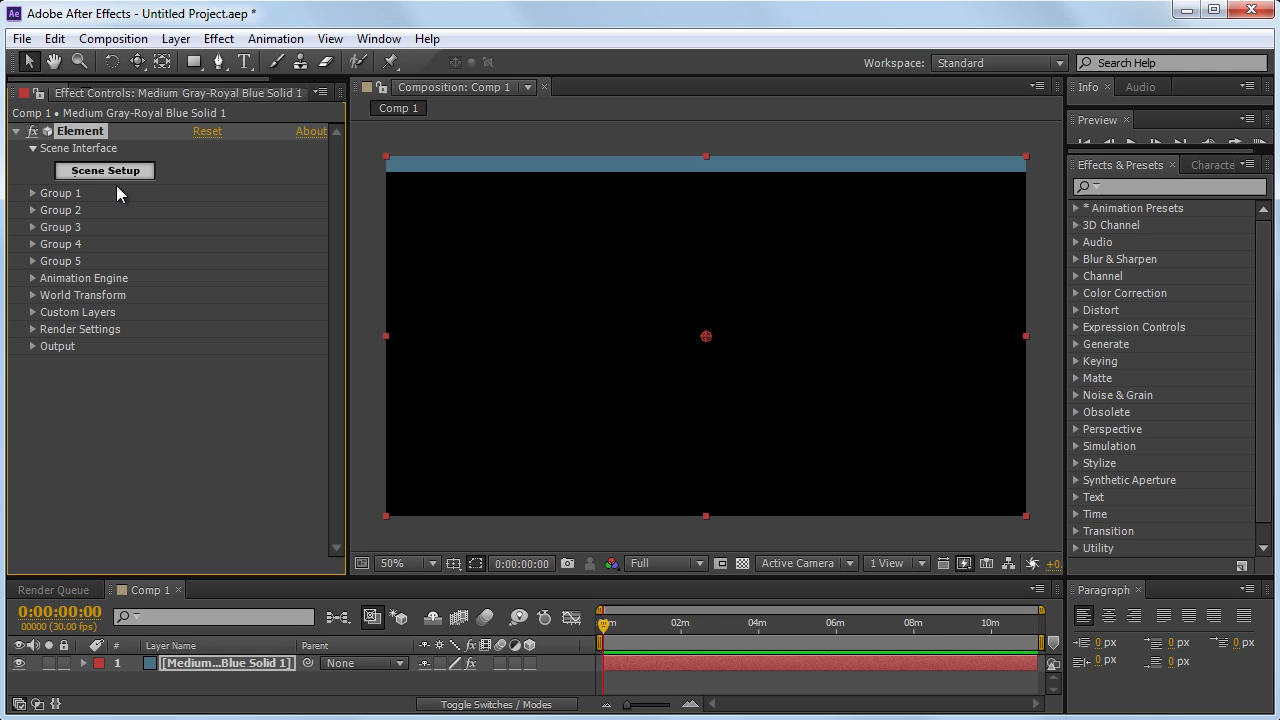 Adobe After Effects - Untitled Project.aep *
File Edit Composition Layer Effect Animation View Window Help
Workspace: Standard Search Help
Effect Controls: Medium Gray-Royal Blue Solid 1
Comp 1 • Medium Gray-Royal Blue Solid 1
fx Element Reset About
Scene Interface
Scene Setup
Group 1
Group 2
Group 3
Group 4
Group 5
Animation Engine
World Transform
Custom Layers
Render Settings
Output
Composition: Comp 1
Comp 1
50% 0:00:00:00 Full Active Camera 1 View +0.
Info Audio
Preview
Effects & Presets Characte
* Animation Presets
3D Channel
Audio
Blur & Sharpen
Channel
Color Correction
Distort
Expression Controls
Generate
Keying
Matte
Noise & Grain
Obsolete
Perspective
Simulation
Stylize
Synthetic Aperture
Text
Time
Transition
Utility
Render Queue Comp 1
0:00:00:00
00000 (30.00 fps)
02m 04m 06m 08m 10m
# Layer Name Parent
1 [Medium...Blue Solid 1] None
Toggle Switches / Modes
Paragraph
0 px 0 px 0 px
0 px 0 px